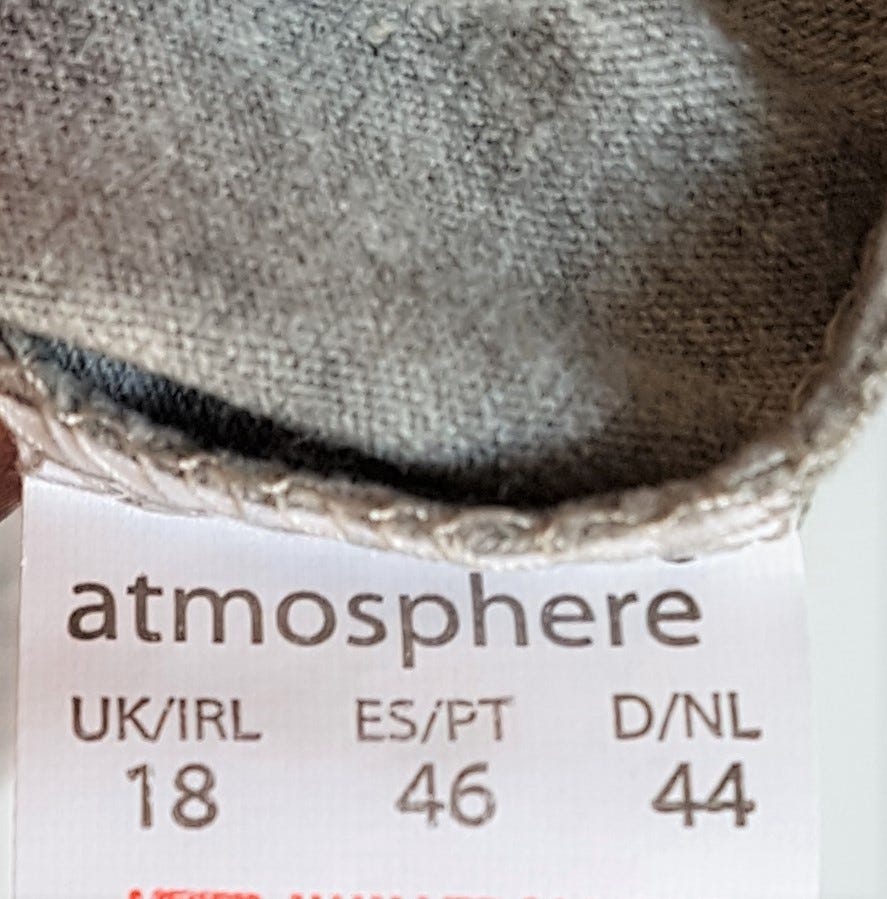 atmosphere
UK/IRL ES/PT D/NL
18 46 44